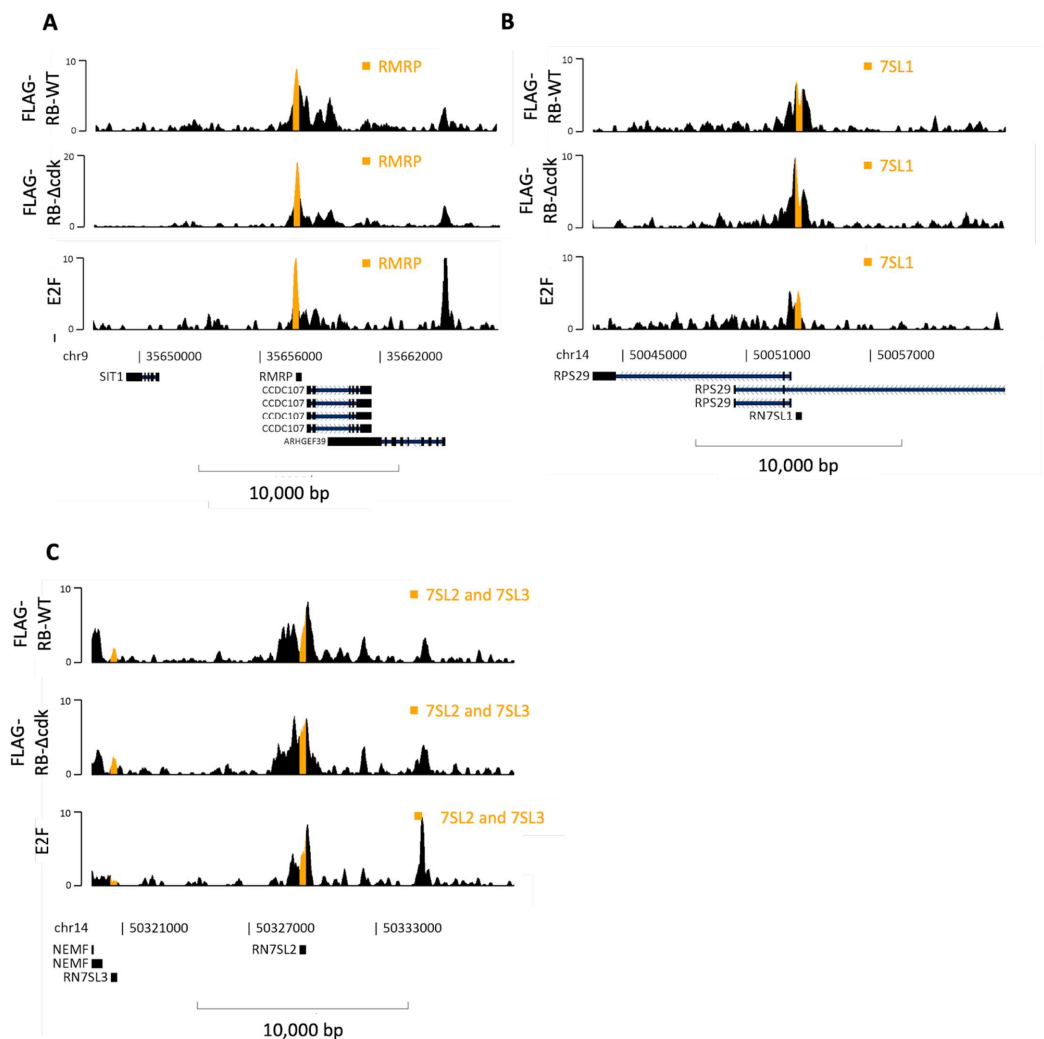 A
FLAG-
RB-WT
10
0
RMRP
FLAG-
RB-Δcdk
20
0
RMRP
E2F
10
0
RMRP
chr9 | 35650000 | 35656000 | 35662000
SIT1 RMRP
CCDC107
CCDC107
CCDC107
CCDC107
ARHGEF39
10,000 bp
B
FLAG-
RB-WT
10
0
7SL1
FLAG-
RB-Δcdk
10
0
7SL1
E2F
10
0
7SL1
chr14 | 50045000 | 50051000 | 50057000
RPS29
RPS29
RPS29
RN7SL1
10,000 bp
C
FLAG-
RB-WT
10
0
7SL2 and 7SL3
FLAG-
RB-Δcdk
10
0
7SL2 and 7SL3
E2F
10
0
7SL2 and 7SL3
chr14 | 50321000 | 50327000 | 50333000
NEMF RN7SL2
NEMF
RN7SL3
10,000 bp